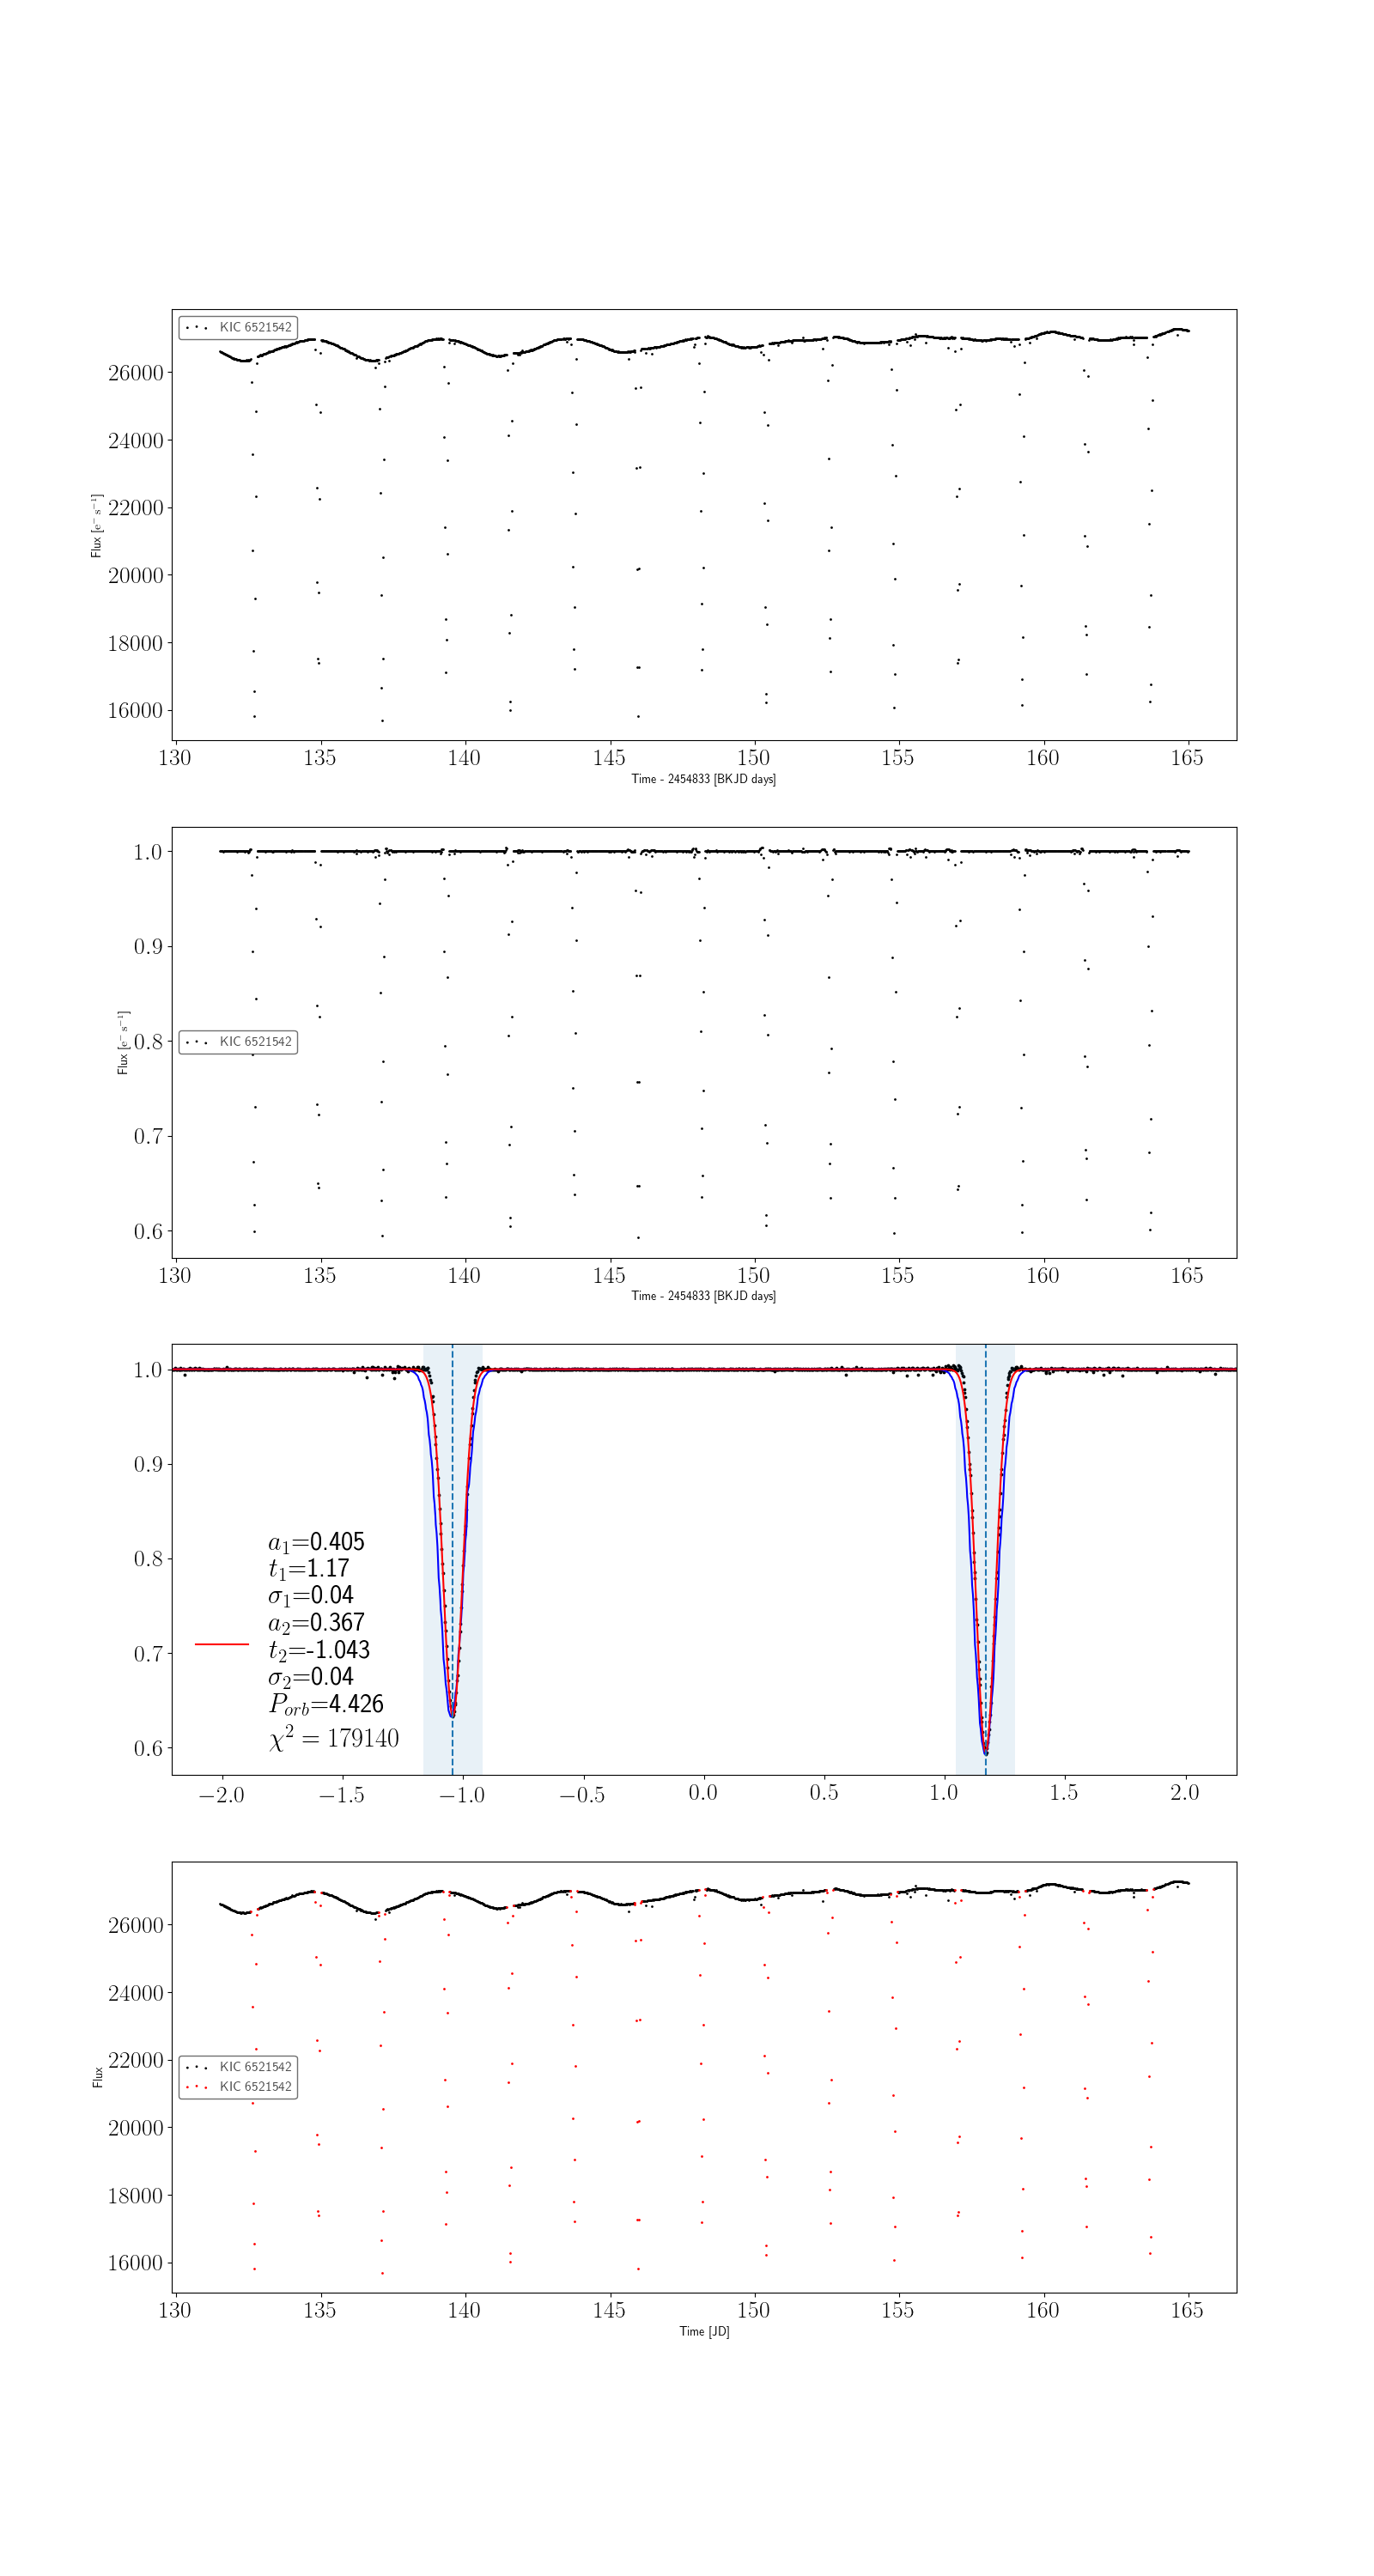 KIC 6521542
26000
24000
22000
20000
18000
16000
Flux [e⁻ s⁻¹]
130 135 140 145 150 155 160 165
Time - 2454833 [BKJD days]
1.0
0.9
0.8
0.7
0.6
KIC 6521542
Flux [e⁻ s⁻¹]
130 135 140 145 150 155 160 165
Time - 2454833 [BKJD days]
1.0
0.9
0.8
0.7
0.6
a₁=0.405
t₁=1.17
σ₁=0.04
a₂=0.367
t₂=-1.043
σ₂=0.04
P_orb=4.426
χ² = 179140
−2.0 −1.5 −1.0 −0.5 0.0 0.5 1.0 1.5 2.0
26000
24000
22000
20000
18000
16000
KIC 6521542
KIC 6521542
Flux
130 135 140 145 150 155 160 165
Time [JD]